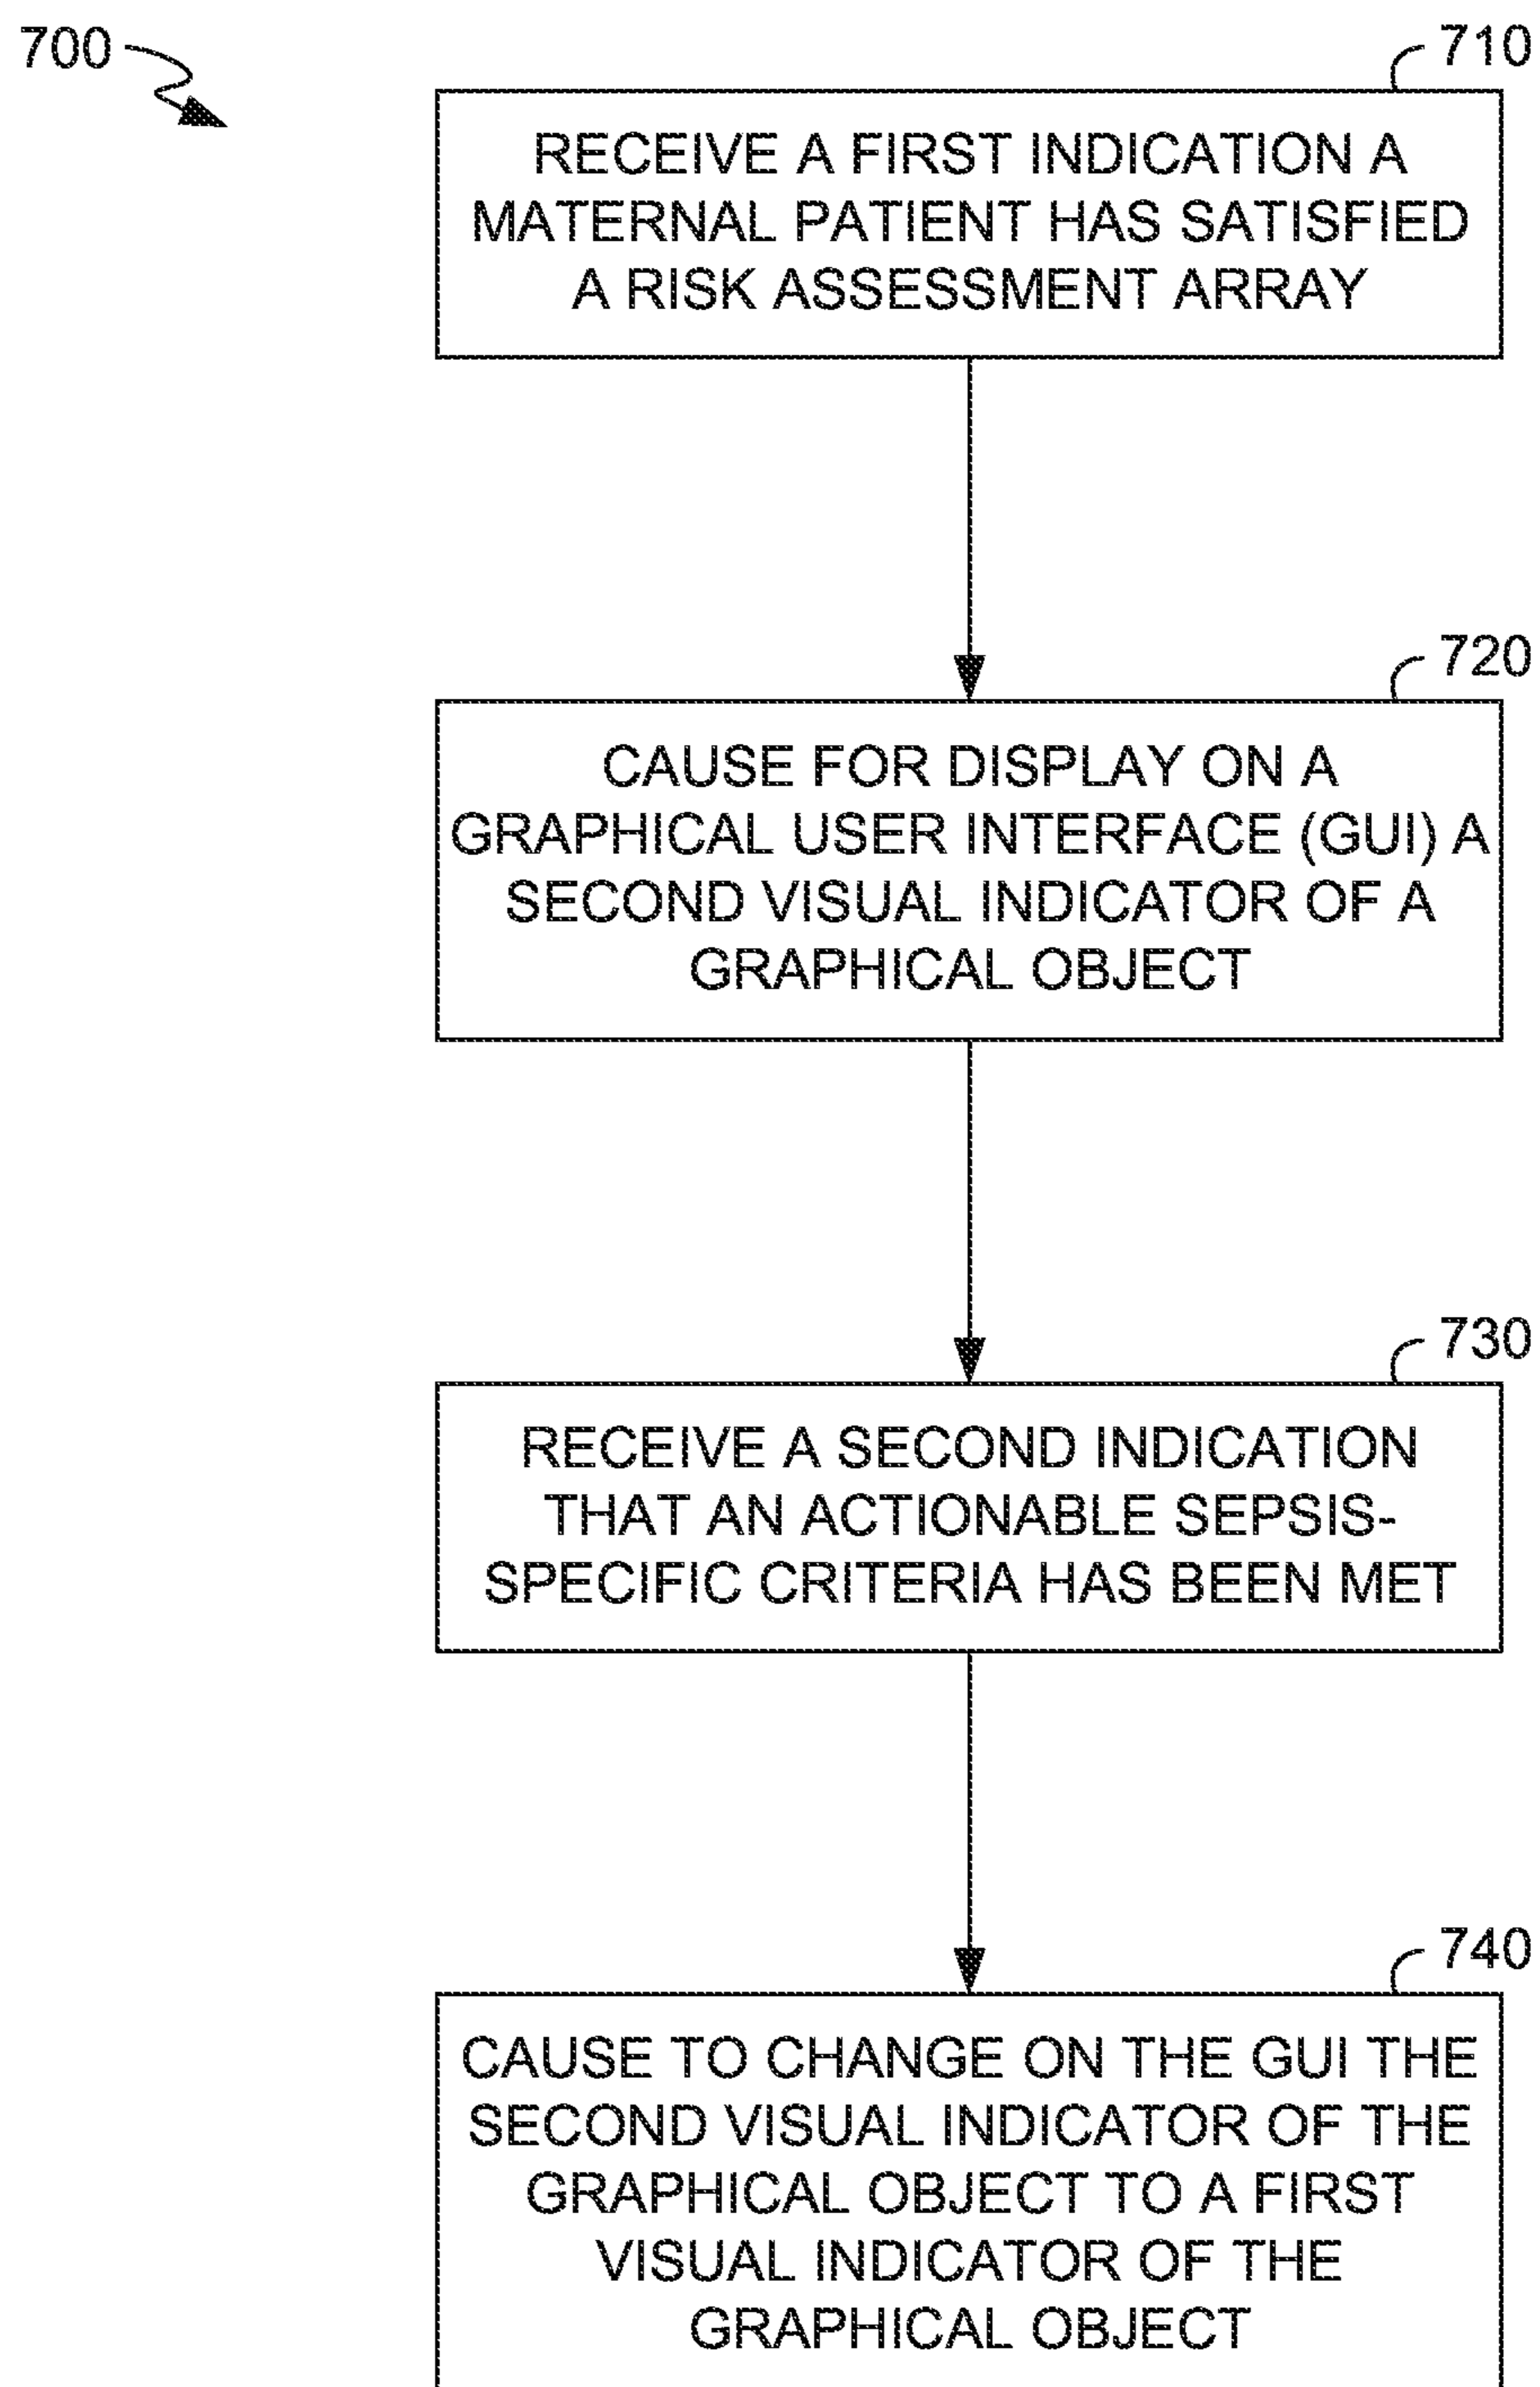 700
710
RECEIVE A FIRST INDICATION A
MATERNAL PATIENT HAS SATISFIED
A RISK ASSESSMENT ARRAY
720
CAUSE FOR DISPLAY ON A
GRAPHICAL USER INTERFACE (GUI) A
SECOND VISUAL INDICATOR OF A
GRAPHICAL OBJECT
730
RECEIVE A SECOND INDICATION
THAT AN ACTIONABLE SEPSIS-
SPECIFIC CRITERIA HAS BEEN MET
740
CAUSE TO CHANGE ON THE GUI THE
SECOND VISUAL INDICATOR OF THE
GRAPHICAL OBJECT TO A FIRST
VISUAL INDICATOR OF THE
GRAPHICAL OBJECT